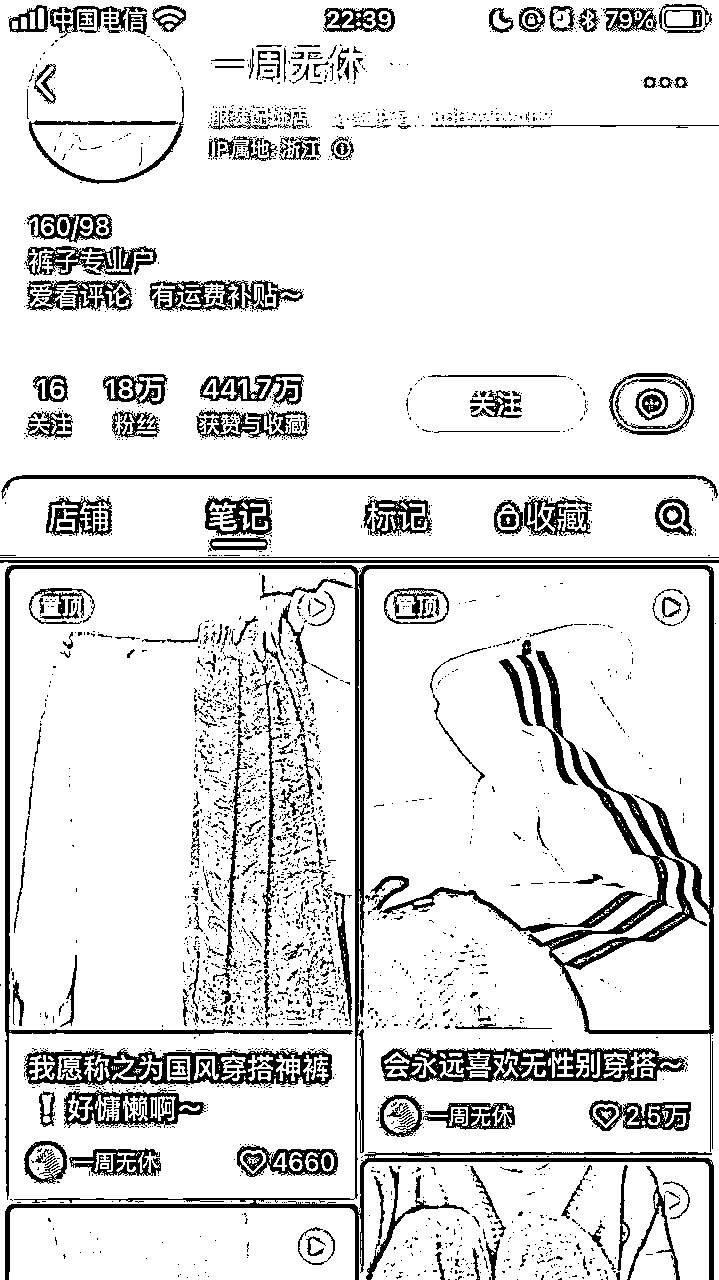 中国电信 22:39 79%
一周无休
IP属地：浙江
160/98
裤子专业户
爱看评论 有运费补贴～
16 18万 441.7万
关注 粉丝 获赞与收藏
关注
店铺 笔记 标记 收藏
置顶
置顶
我愿称之为国风穿搭神裤
！好慵懒啊～
一周无休 4660
会永远喜欢无性别穿搭～
一周无休 2.5万